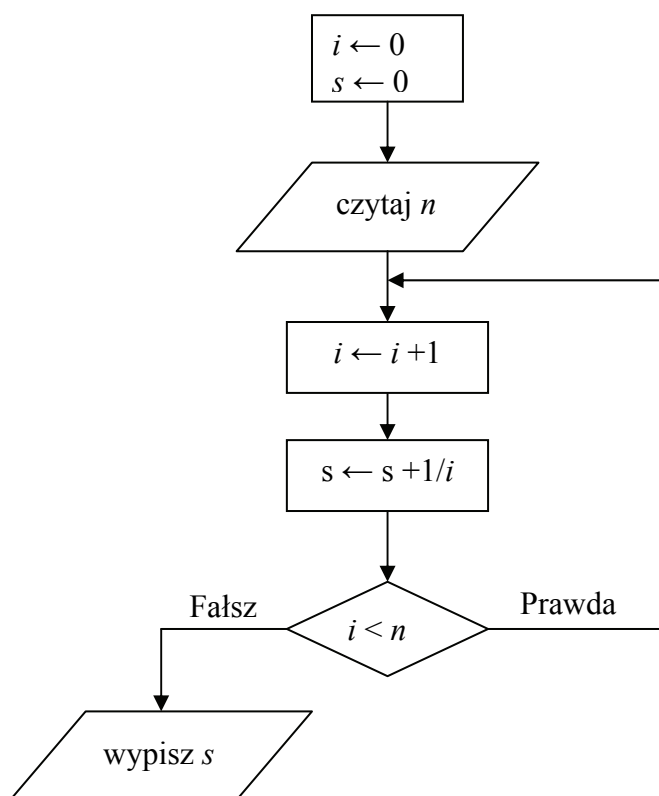 i ← 0
s ← 0
czytaj n
i ← i +1
s ← s +1/i
Fałsz
i < n
Prawda
wypisz s